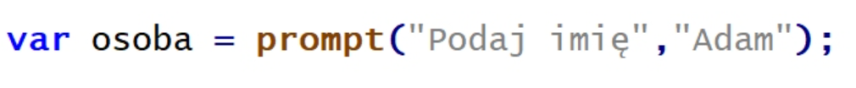 var osoba = prompt("Podaj imię","Adam");